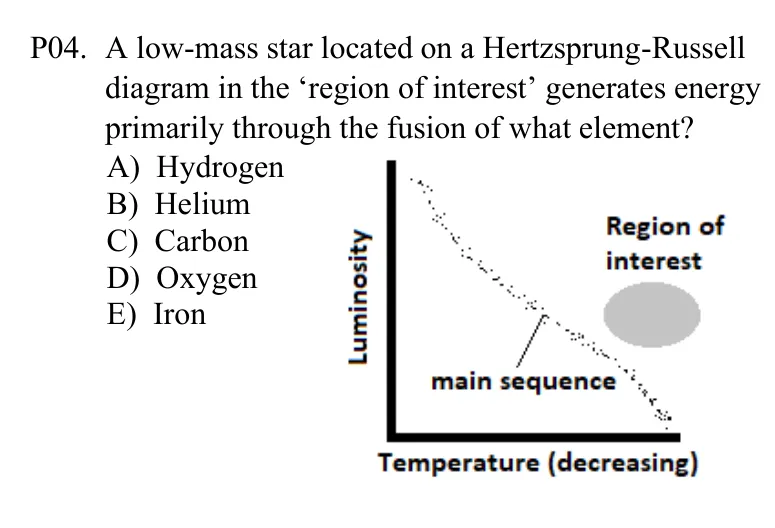 P04. A low-mass star located on a Hertzsprung-Russell
diagram in the ‘region of interest’ generates energy
primarily through the fusion of what element?
A) Hydrogen
B) Helium
C) Carbon
D) Oxygen
E) Iron
Luminosity
Region of
interest
main sequence
Temperature (decreasing)